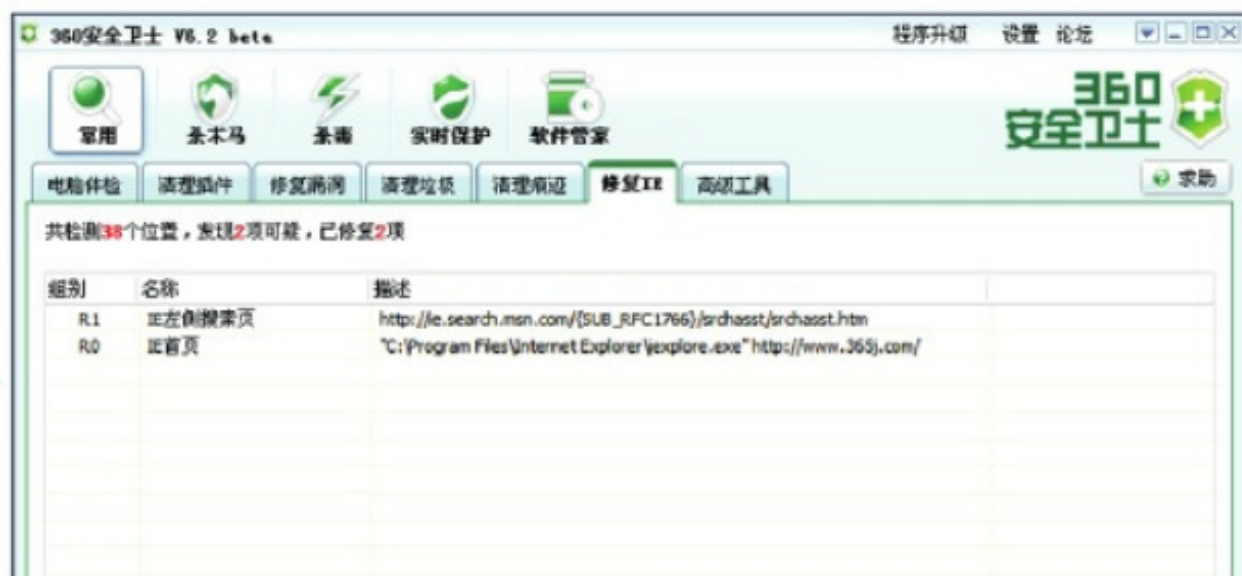 360安全卫士 V6.2 beta 程序升级 设置 论坛
常用 杀木马 杀毒 实时保护 软件管家
360
安全卫士
电脑体检 清理插件 修复漏洞 清理垃圾 清理痕迹 修复IE 高级工具 求助
共检测38个位置，发现2项可疑，已修复2项
组别 名称 描述
R1 IE左侧搜索页 http://ie.search.msn.com/{SUB_RFC1766}/srchasst/srchasst.htm
R0 IE首页 "C:\Program Files\Internet Explorer\iexplore.exe" http://www.365j.com/